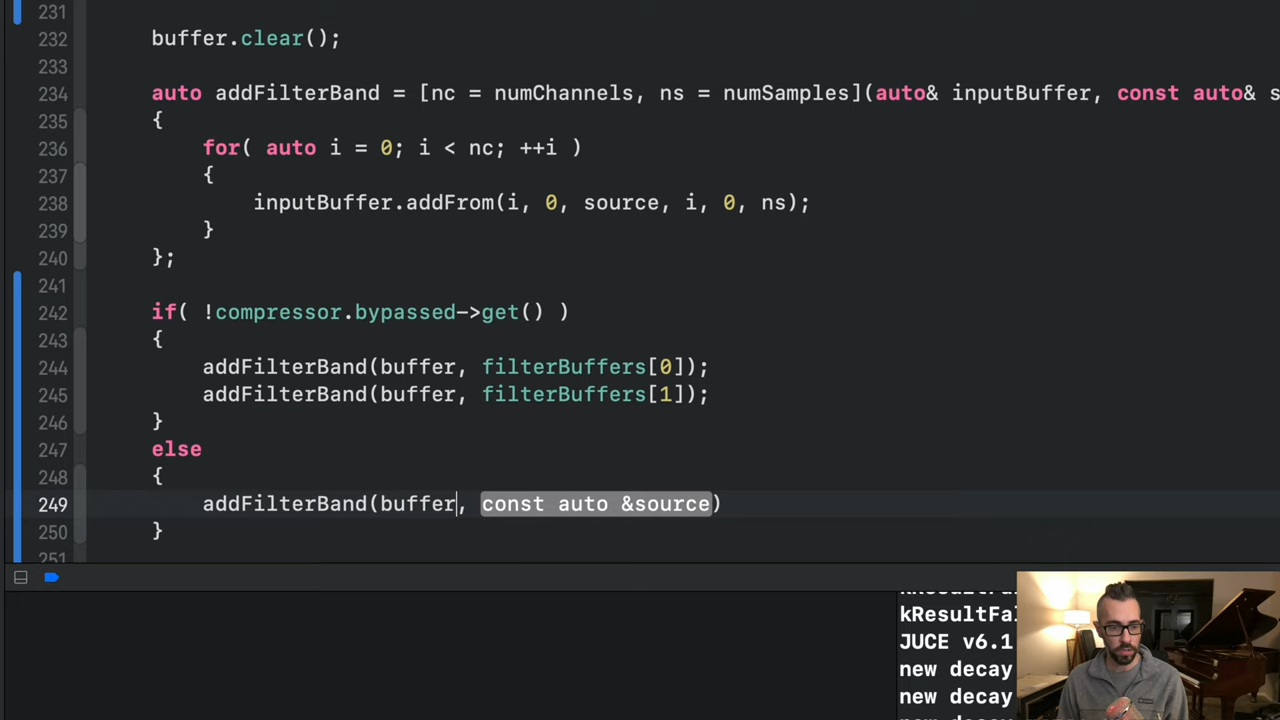 231
232 buffer.clear();
233
234 auto addFilterBand = [nc = numChannels, ns = numSamples](auto& inputBuffer, const auto& s
235 {
236 for( auto i = 0; i < nc; ++i )
237 {
238 inputBuffer.addFrom(i, 0, source, i, 0, ns);
239 }
240 };
241
242 if( !compressor.bypassed->get() )
243 {
244 addFilterBand(buffer, filterBuffers[0]);
245 addFilterBand(buffer, filterBuffers[1]);
246 }
247 else
248 {
249 addFilterBand(buffer, const auto &source)
250 }
251
kResultFal
JUCE v6.1
new decay
new decay